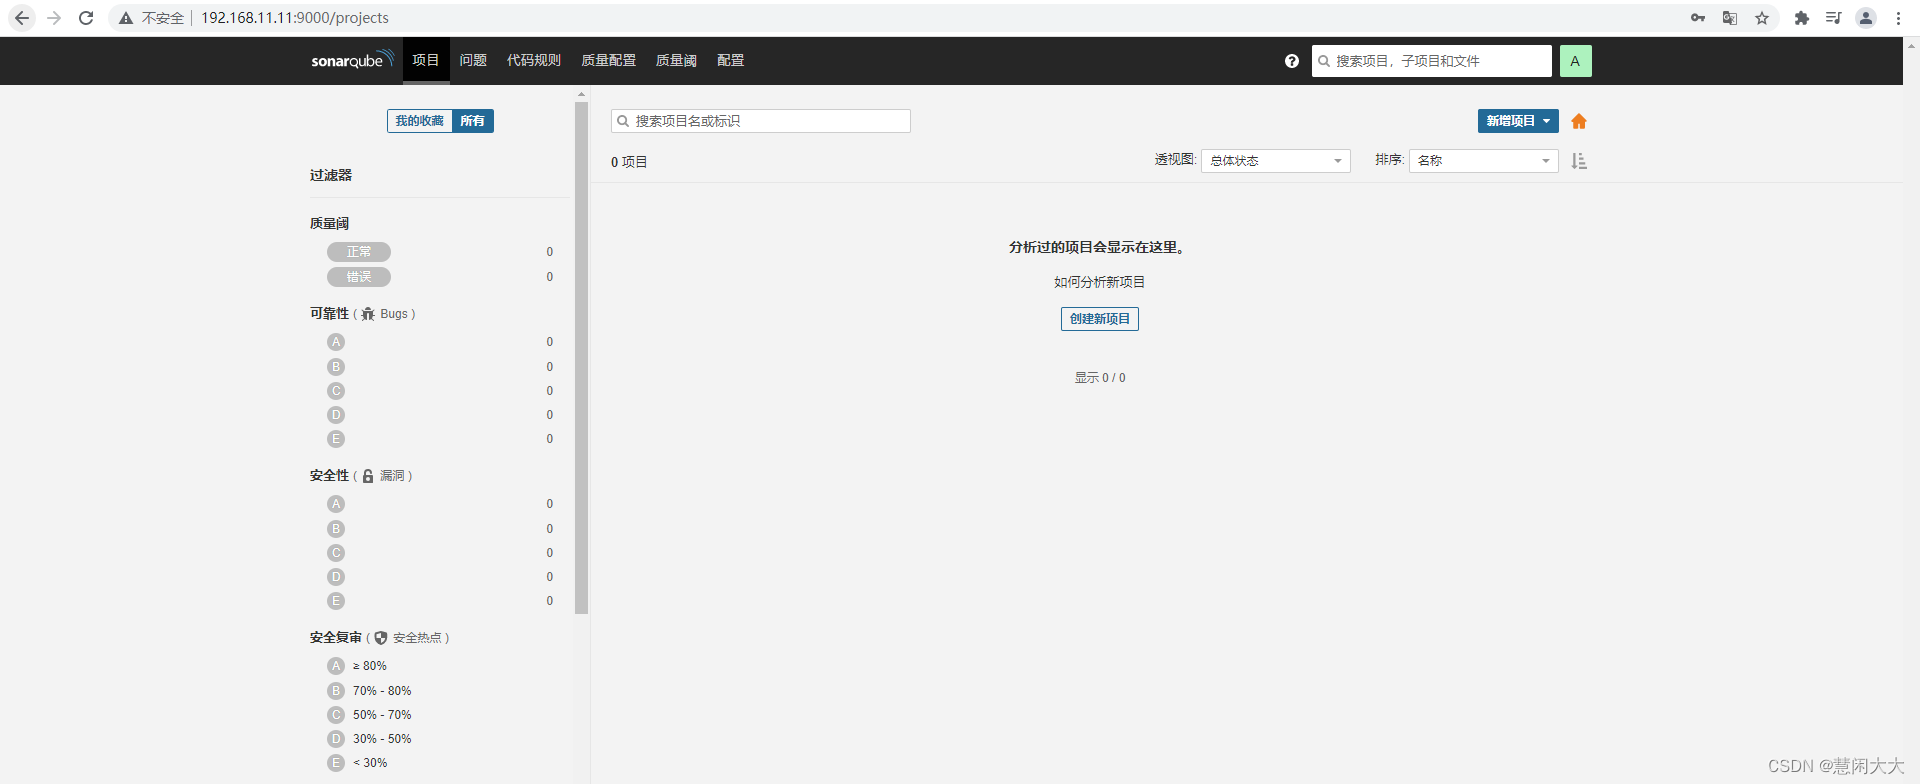 不安全 192.168.11.11:9000/projects
sonarqube 项目 问题 代码规则 质量配置 质量阈 配置 搜索项目，子项目和文件 A
我的收藏 所有
搜索项目名或标识
新增项目
0 项目
透视图: 总体状态
排序: 名称
过滤器
质量阈
正常 0
错误 0
可靠性 ( Bugs )
A 0
B 0
C 0
D 0
E 0
安全性 ( 漏洞 )
A 0
B 0
C 0
D 0
E 0
安全复审 ( 安全热点 )
A ≥ 80%
B 70% - 80%
C 50% - 70%
D 30% - 50%
E < 30%
分析过的项目会显示在这里。
如何分析新项目
创建新项目
显示 0 / 0
CSDN @慧闲大大